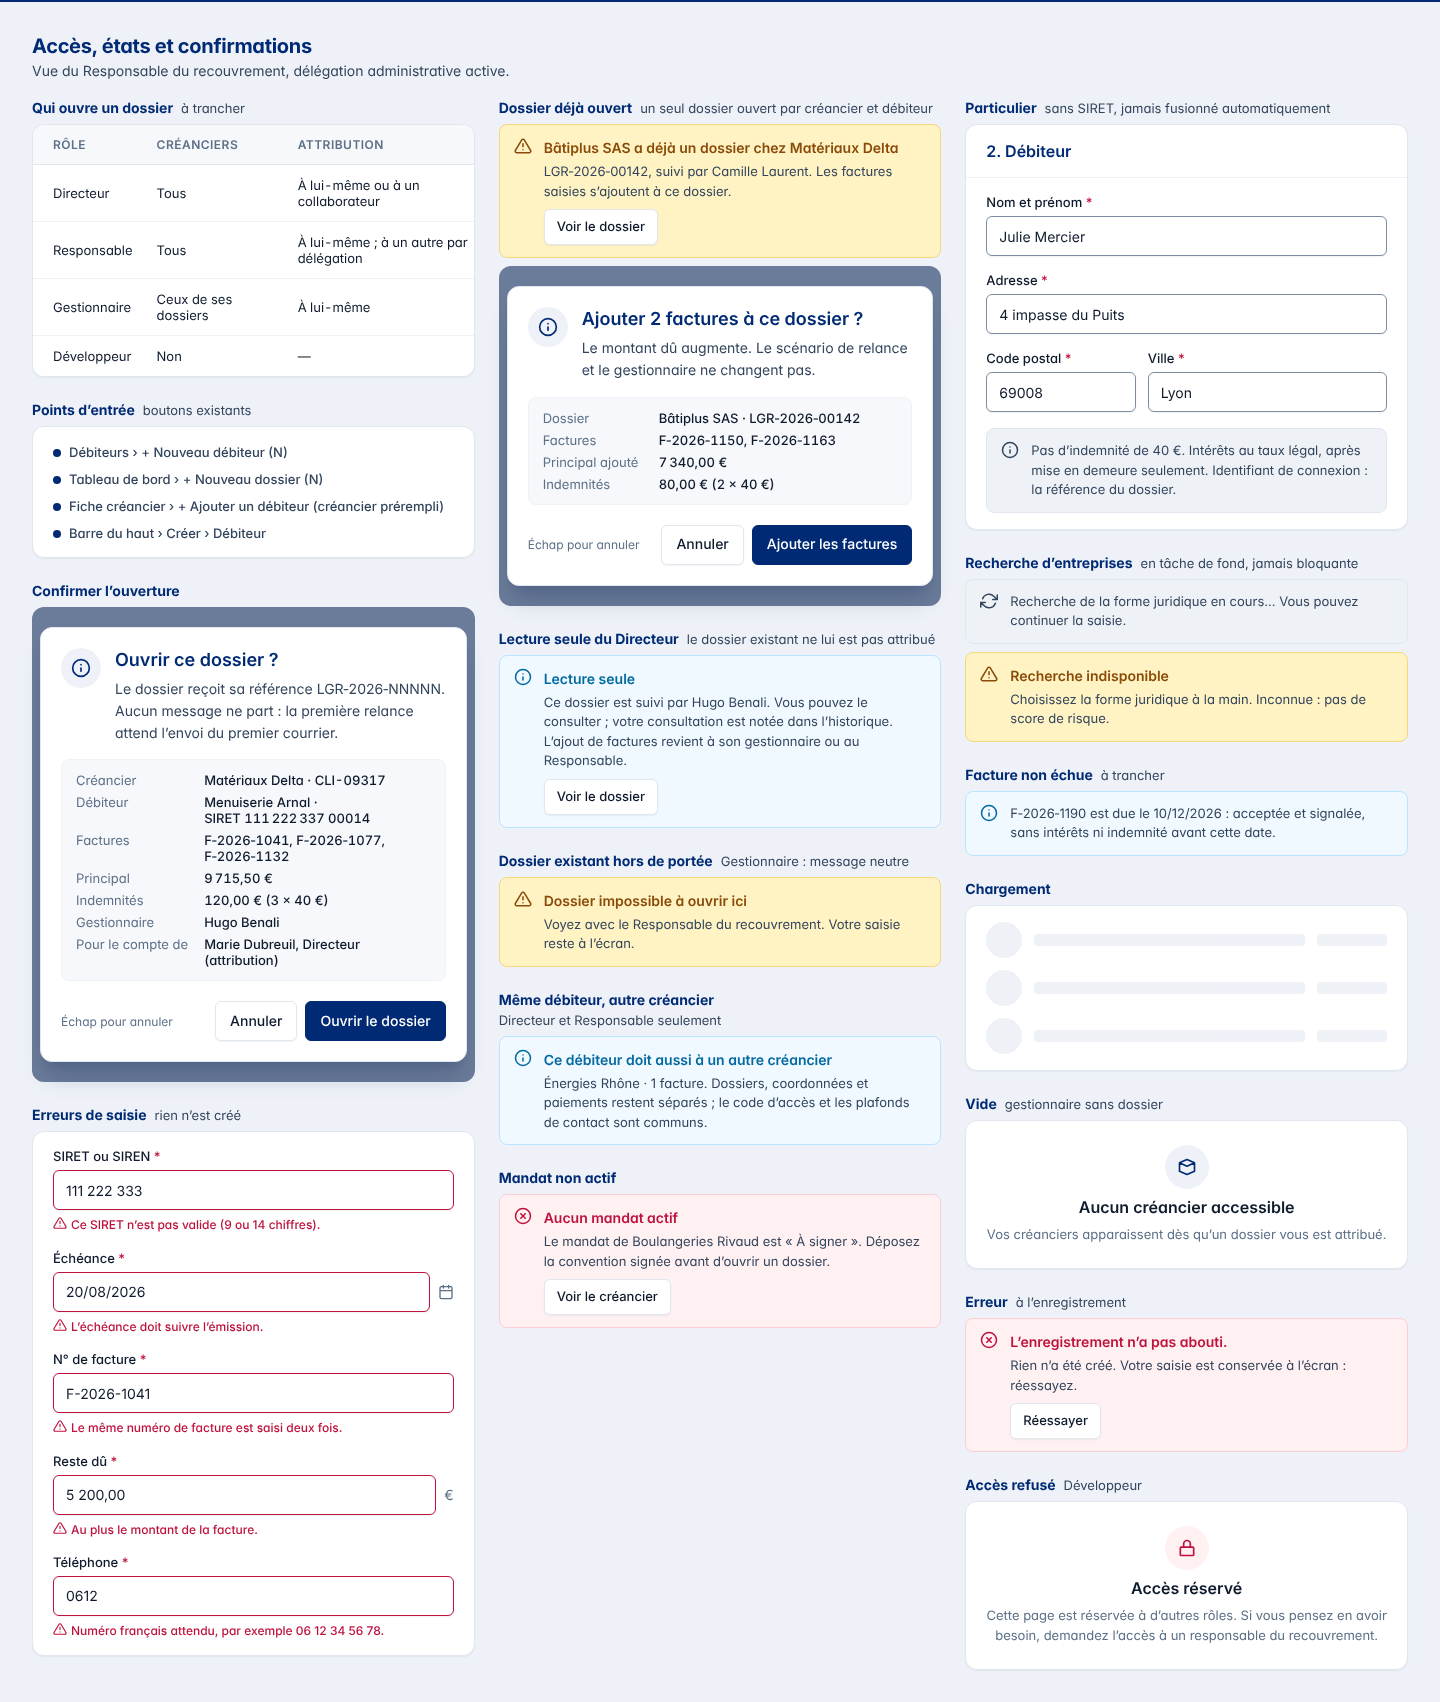 Accès, états et confirmations
Vue du Responsable du recouvrement, délégation administrative active.
Qui ouvre un dossier à trancher
RÔLE CRÉANCIERS ATTRIBUTION
Directeur Tous À lui-même ou à un
collaborateur
Responsable Tous À lui-même ; à un autre par
délégation
Gestionnaire Ceux de ses
dossiers À lui-même
Développeur Non —
Points d’entrée boutons existants
Débiteurs › + Nouveau débiteur (N)
Tableau de bord › + Nouveau dossier (N)
Fiche créancier › + Ajouter un débiteur (créancier prérempli)
Barre du haut › Créer › Débiteur
Confirmer l’ouverture
Ouvrir ce dossier ?
Le dossier reçoit sa référence LGR-2026-NNNNN.
Aucun message ne part : la première relance
attend l’envoi du premier courrier.
Créancier Matériaux Delta · CLI-09317
Débiteur Menuiserie Arnal ·
SIRET 111 222 337 00014
Factures F-2026-1041, F-2026-1077,
F-2026-1132
Principal 9 715,50 €
Indemnités 120,00 € (3 × 40 €)
Gestionnaire Hugo Benali
Pour le compte de Marie Dubreuil, Directeur
(attribution)
Échap pour annuler Annuler Ouvrir le dossier
Erreurs de saisie rien n’est créé
SIRET ou SIREN *
111 222 333
Ce SIRET n’est pas valide (9 ou 14 chiffres).
Échéance *
20/08/2026
L’échéance doit suivre l’émission.
N° de facture *
F-2026-1041
Le même numéro de facture est saisi deux fois.
Reste dû *
5 200,00 €
Au plus le montant de la facture.
Téléphone *
0612
Numéro français attendu, par exemple 06 12 34 56 78.
Dossier déjà ouvert un seul dossier ouvert par créancier et débiteur
Bâtiplus SAS a déjà un dossier chez Matériaux Delta
LGR-2026-00142, suivi par Camille Laurent. Les factures
saisies s’ajoutent à ce dossier.
Voir le dossier
Ajouter 2 factures à ce dossier ?
Le montant dû augmente. Le scénario de relance
et le gestionnaire ne changent pas.
Dossier Bâtiplus SAS · LGR-2026-00142
Factures F-2026-1150, F-2026-1163
Principal ajouté 7 340,00 €
Indemnités 80,00 € (2 × 40 €)
Échap pour annuler Annuler Ajouter les factures
Lecture seule du Directeur le dossier existant ne lui est pas attribué
Lecture seule
Ce dossier est suivi par Hugo Benali. Vous pouvez le
consulter ; votre consultation est notée dans l’historique.
L’ajout de factures revient à son gestionnaire ou au
Responsable.
Voir le dossier
Dossier existant hors de portée Gestionnaire : message neutre
Dossier impossible à ouvrir ici
Voyez avec le Responsable du recouvrement. Votre saisie
reste à l’écran.
Même débiteur, autre créancier
Directeur et Responsable seulement
Ce débiteur doit aussi à un autre créancier
Énergies Rhône · 1 facture. Dossiers, coordonnées et
paiements restent séparés ; le code d’accès et les plafonds
de contact sont communs.
Mandat non actif
Aucun mandat actif
Le mandat de Boulangeries Rivaud est « À signer ». Déposez
la convention signée avant d’ouvrir un dossier.
Voir le créancier
Particulier sans SIRET, jamais fusionné automatiquement
2. Débiteur
Nom et prénom *
Julie Mercier
Adresse *
4 impasse du Puits
Code postal * Ville *
69008 Lyon
Pas d’indemnité de 40 €. Intérêts au taux légal, après
mise en demeure seulement. Identifiant de connexion :
la référence du dossier.
Recherche d’entreprises en tâche de fond, jamais bloquante
Recherche de la forme juridique en cours… Vous pouvez
continuer la saisie.
Recherche indisponible
Choisissez la forme juridique à la main. Inconnue : pas de
score de risque.
Facture non échue à trancher
F-2026-1190 est due le 10/12/2026 : acceptée et signalée,
sans intérêts ni indemnité avant cette date.
Chargement
Vide gestionnaire sans dossier
Aucun créancier accessible
Vos créanciers apparaissent dès qu’un dossier vous est attribué.
Erreur à l’enregistrement
L’enregistrement n’a pas abouti.
Rien n’a été créé. Votre saisie est conservée à l’écran :
réessayez.
Réessayer
Accès refusé Développeur
Accès réservé
Cette page est réservée à d’autres rôles. Si vous pensez en avoir
besoin, demandez l’accès à un responsable du recouvrement.